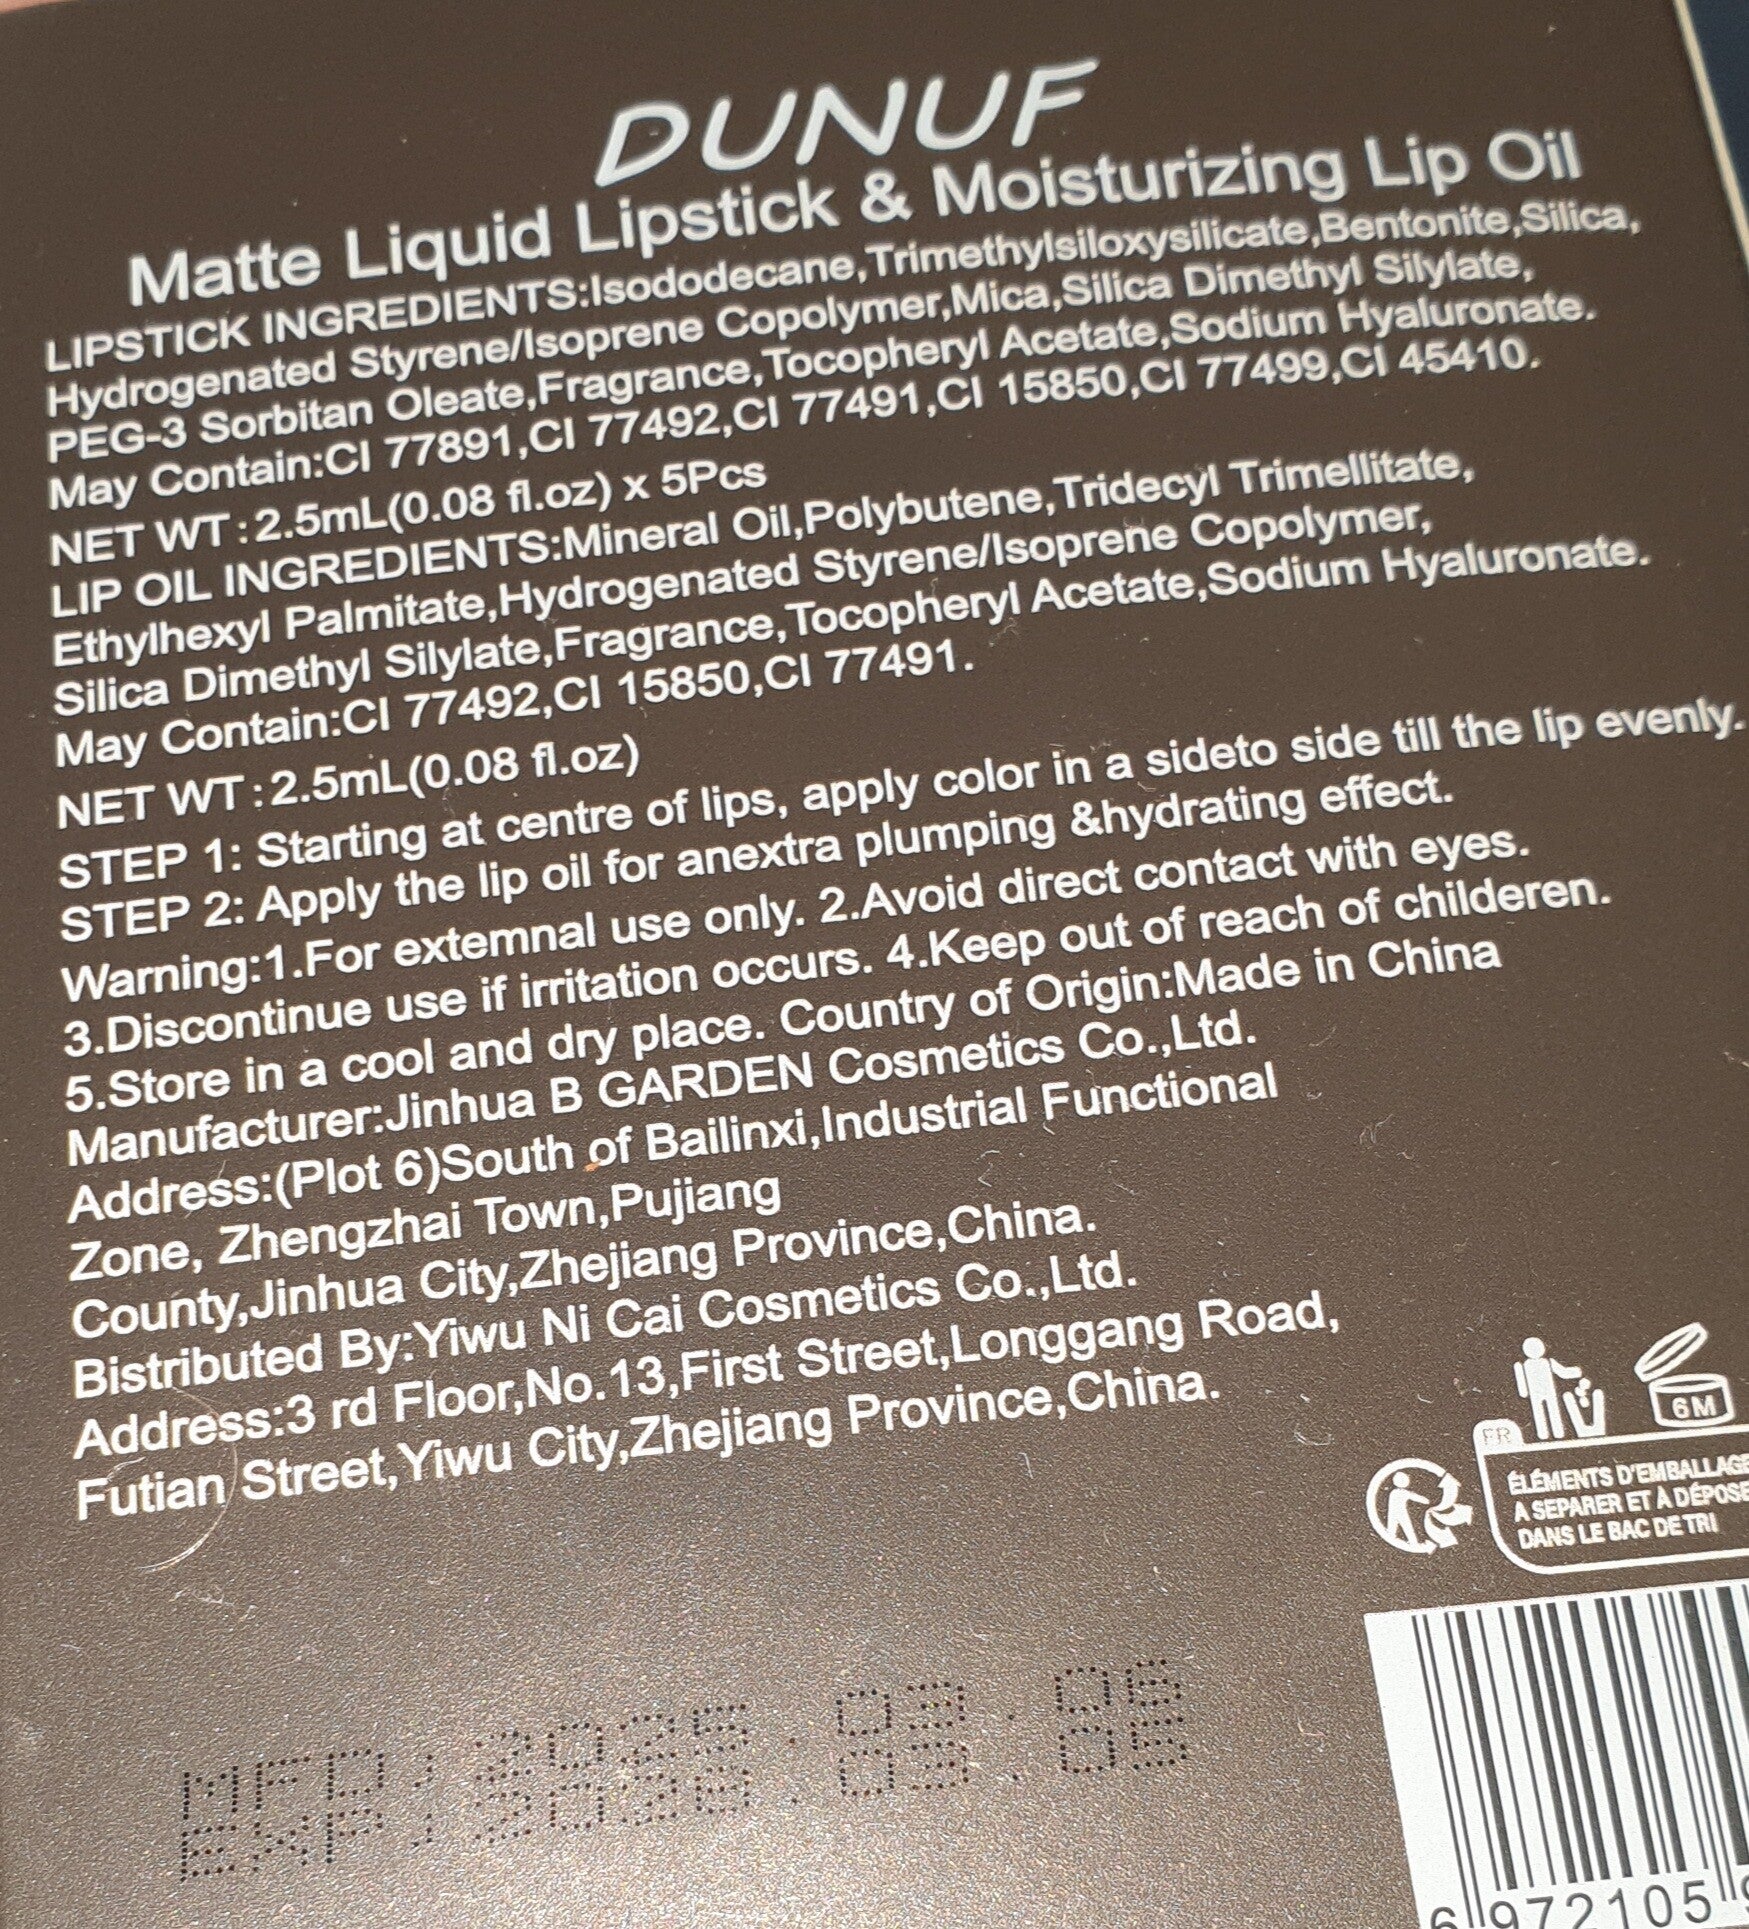 DUNUF
Matte Liquid Lipstick & Moisturizing Lip Oil
LIPSTICK INGREDIENTS:Isododecane,Trimethylsiloxysilicate,Bentonite,Silica,
Hydrogenated Styrene/Isoprene Copolymer,Mica,Silica Dimethyl Silylate,
PEG-3 Sorbitan Oleate,Fragrance,Tocopheryl Acetate,Sodium Hyaluronate.
May Contain:CI 77891,CI 77492,CI 77491,CI 15850,CI 77499,CI 45410.
NET WT:2.5mL(0.08 fl.oz) x 5Pcs
LIP OIL INGREDIENTS:Mineral Oil,Polybutene,Tridecyl Trimellitate,
Ethylhexyl Palmitate,Hydrogenated Styrene/Isoprene Copolymer,
Silica Dimethyl Silylate,Fragrance,Tocopheryl Acetate,Sodium Hyaluronate.
May Contain:CI 77492,CI 15850,CI 77491.
NET WT:2.5mL(0.08 fl.oz)
STEP 1: Starting at centre of lips, apply color in a sideto side till the lip evenly.
STEP 2: Apply the lip oil for anextra plumping &hydrating effect.
Warning:1.For extemnal use only. 2.Avoid direct contact with eyes.
3.Discontinue use if irritation occurs. 4.Keep out of reach of childeren.
5.Store in a cool and dry place. Country of Origin:Made in China
Manufacturer:Jinhua B GARDEN Cosmetics Co.,Ltd.
Address:(Plot 6)South of Bailinxi,Industrial Functional
Zone, Zhengzhai Town,Pujiang
County,Jinhua City,Zhejiang Province,China.
Bistributed By:Yiwu Ni Cai Cosmetics Co.,Ltd.
Address:3 rd Floor,No.13,First Street,Longgang Road,
Futian Street,Yiwu City,Zhejiang Province,China.
6M
FR
ÉLÉMENTS D'EMBALLAGE
A SEPARER ET À DÉPOSE
DANS LE BAC DE TRI
MFD: 2025.03.06
EXP: 2028.03.05
6 972105